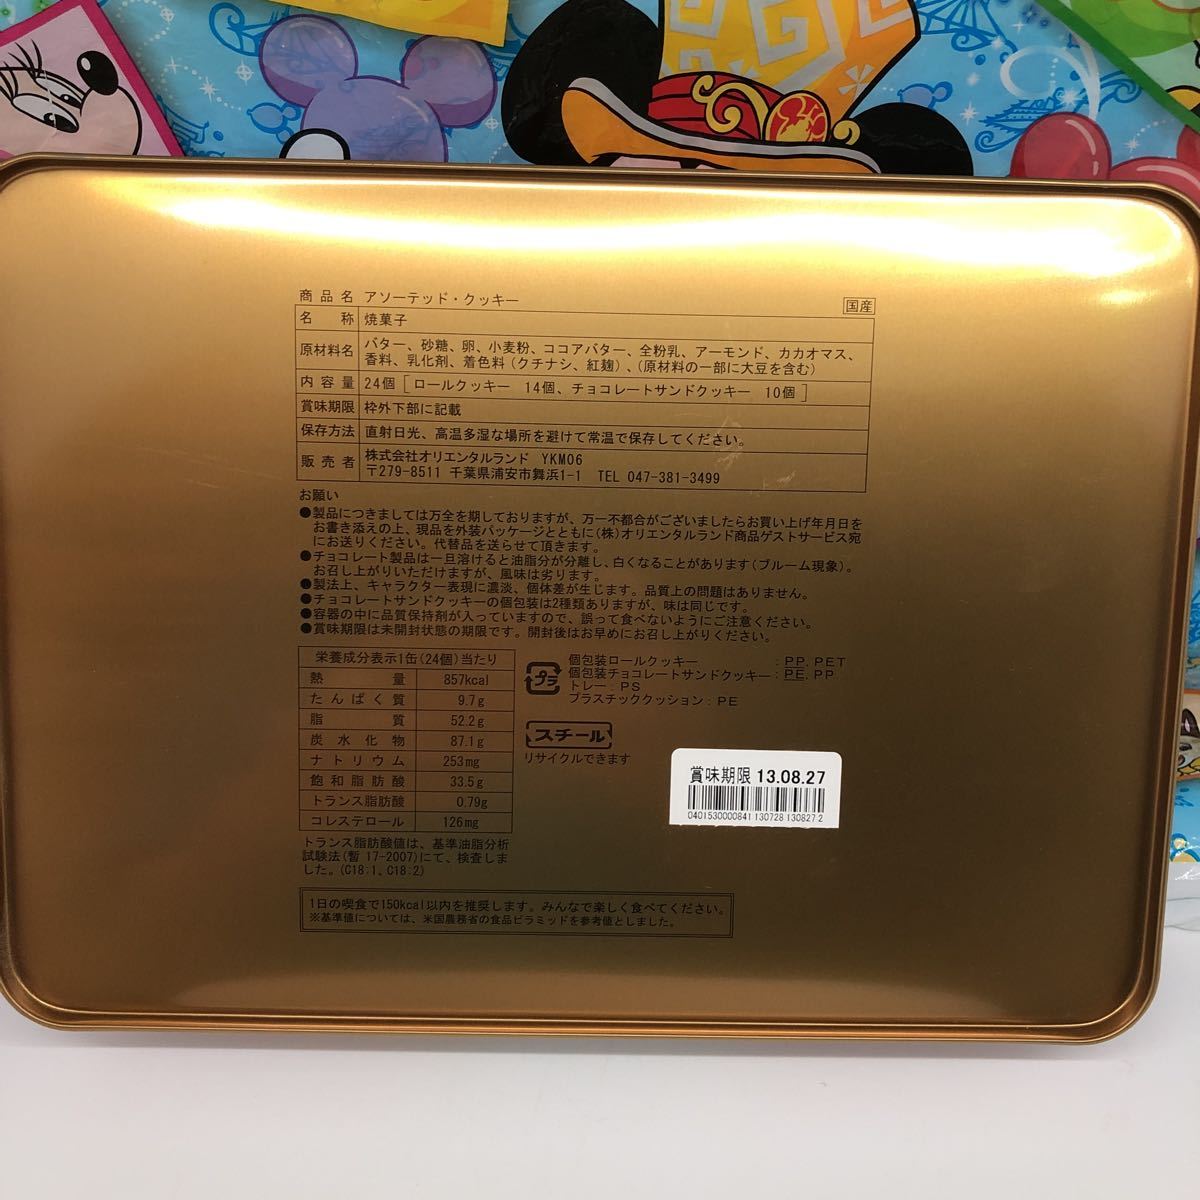 商品名 アソーテッド・クッキー 国産
名称 焼菓子
原材料名 バター、砂糖、卵、小麦粉、ココアバター、全粉乳、アーモンド、カカオマス、
香料、乳化剤、着色料(クチナシ、紅麹)、(原材料の一部に大豆を含む)
内容量 24個[ロールクッキー 14個、チョコレートサンドクッキー 10個]
賞味期限 枠外下部に記載
保存方法 直射日光、高温多湿な場所を避けて常温で保存してください。
販売者 株式会社オリエンタルランド YKM06
〒279-8511 千葉県浦安市舞浜1-1 TEL 047-381-3499
お願い
●製品につきましては万全を期しておりますが、万一不都合がございましたらお買い上げ年月日を
お書き添えの上、現品を外装パッケージとともに(株)オリエンタルランド商品ゲストサービス宛
にお送りください。代替品を送らせて頂きます。
●チョコレート製品は一旦溶けると油脂分が分離し、白くなることがあります(ブルーム現象)。
お召し上がりいただけますが、風味は劣ります。
●製法上、キャラクター表現に濃淡、個体差が生じます。品質上の問題はありません。
●チョコレートサンドクッキーの個包装は2種類ありますが、味は同じです。
●容器の中に品質保持剤が入っていますので、誤って食べないようにご注意ください。
●賞味期限は未開封状態の期限です。開封後はお早めにお召し上がりください。
栄養成分表示1缶(24個)当たり
熱量 857kcal
たんぱく質 9.7g
脂質 52.2g
炭水化物 87.1g
ナトリウム 253mg
飽和脂肪酸 33.5g
トランス脂肪酸 0.79g
コレステロール 126mg
トランス脂肪酸値は、基準油脂分析
試験法(暫 17-2007)にて、検査しま
した。(C18:1、C18:2)
プラ
個包装ロールクッキー :PP,PET
個包装チョコレートサンドクッキー:PE,PP
トレー:PS
プラスチッククッション:PE
スチール
リサイクルできます
賞味期限 13.08.27
0401530000841 130728 130827 2
1日の喫食で150kcal以内を推奨します。みんなで楽しく食べてください。
※基準値については、米国農務省の食品ピラミッドを参考値としました。